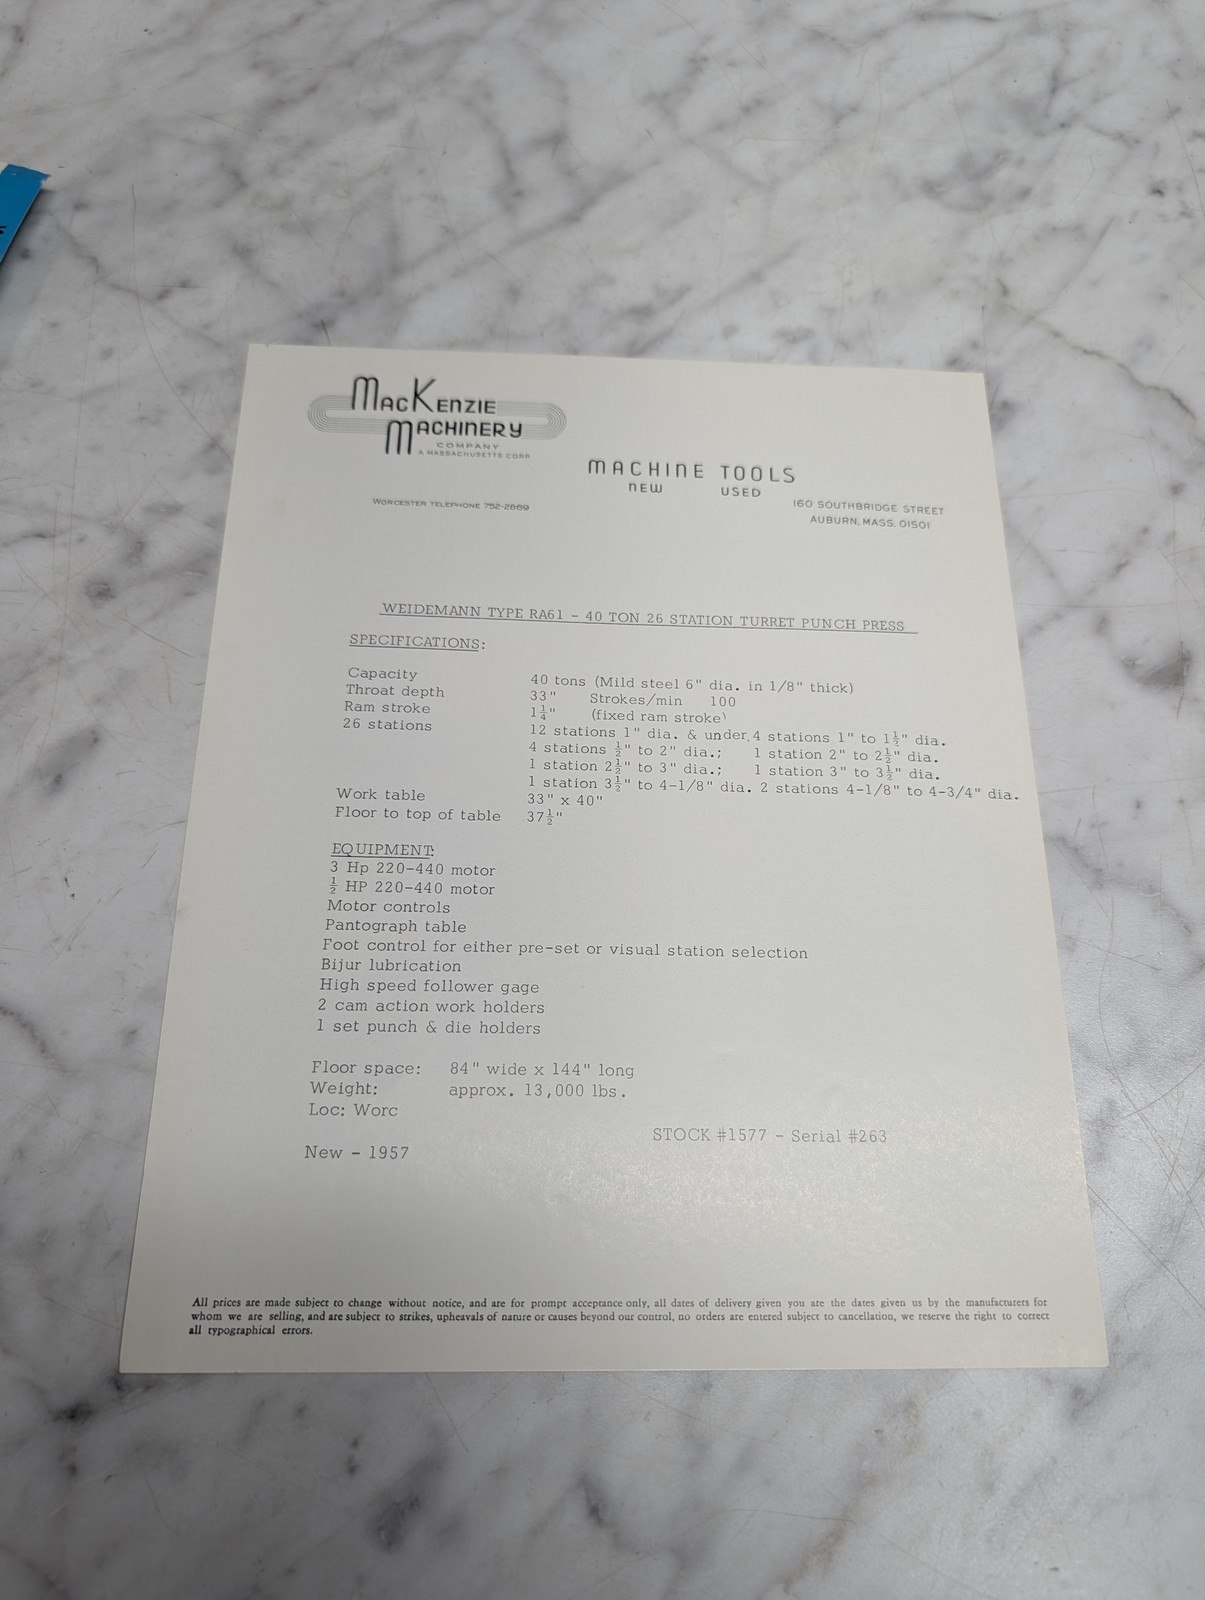 MacKenzie
Machinery
COMPANY
A MASSACHUSETTS CORP.
MACHINE TOOLS
NEW USED
WORCESTER TELEPHONE 752-2869
160 SOUTHBRIDGE STREET
AUBURN, MASS. 01501
WEIDEMANN TYPE RA61 - 40 TON 26 STATION TURRET PUNCH PRESS
SPECIFICATIONS:
Capacity 40 tons (Mild steel 6" dia. in 1/8" thick)
Throat depth 33" Strokes/min 100
Ram stroke 1¼" (fixed ram stroke)
26 stations 12 stations 1" dia. & under. 4 stations 1" to 1½" dia.
4 stations ½" to 2" dia.; 1 station 2" to 2½" dia.
1 station 2½" to 3" dia.; 1 station 3" to 3½" dia.
1 station 3½" to 4-1/8" dia. 2 stations 4-1/8" to 4-3/4" dia.
Work table 33" x 40"
Floor to top of table 37½"
EQUIPMENT:
3 Hp 220-440 motor
½ HP 220-440 motor
Motor controls
Pantograph table
Foot control for either pre-set or visual station selection
Bijur lubrication
High speed follower gage
2 cam action work holders
1 set punch & die holders
Floor space: 84" wide x 144" long
Weight: approx. 13,000 lbs.
Loc: Worc
STOCK #1577 - Serial #263
New - 1957
All prices are made subject to change without notice, and are for prompt acceptance only, all dates of delivery given you are the dates given us by the manufacturers for
whom we are selling, and are subject to strikes, upheavals of nature or causes beyond our control, no orders are entered subject to cancellation, we reserve the right to correct
all typographical errors.